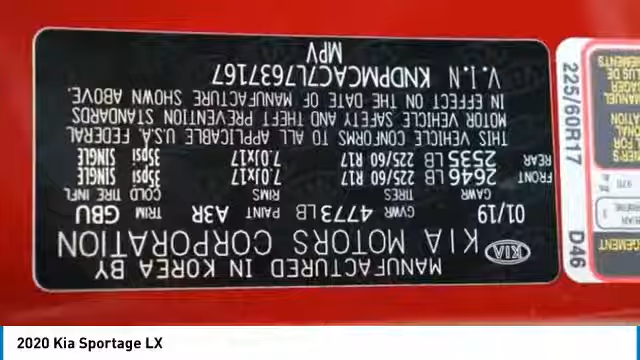 MANUFACTURED IN KOREA BY
KIA KIA MOTORS CORPORATION
01/19 GVWR 4773LB PAINT A3R TRIM GBU
GAWR TIRES RIMS COLD TIRE INFL
FRONT 2646LB 225/60 R17 7.0Jx17 35psi SINGLE
REAR 2535LB 225/60 R17 7.0Jx17 35psi SINGLE
THIS VEHICLE CONFORMS TO ALL APPLICABLE U.S.A. FEDERAL
MOTOR VEHICLE SAFETY AND THEFT PREVENTION STANDARDS
IN EFFECT ON THE DATE OF MANUFACTURE SHOWN ABOVE.
V.I.N KNDPMCAC7L7637167
MPV
225/60R17 D46
2020 Kia Sportage LX